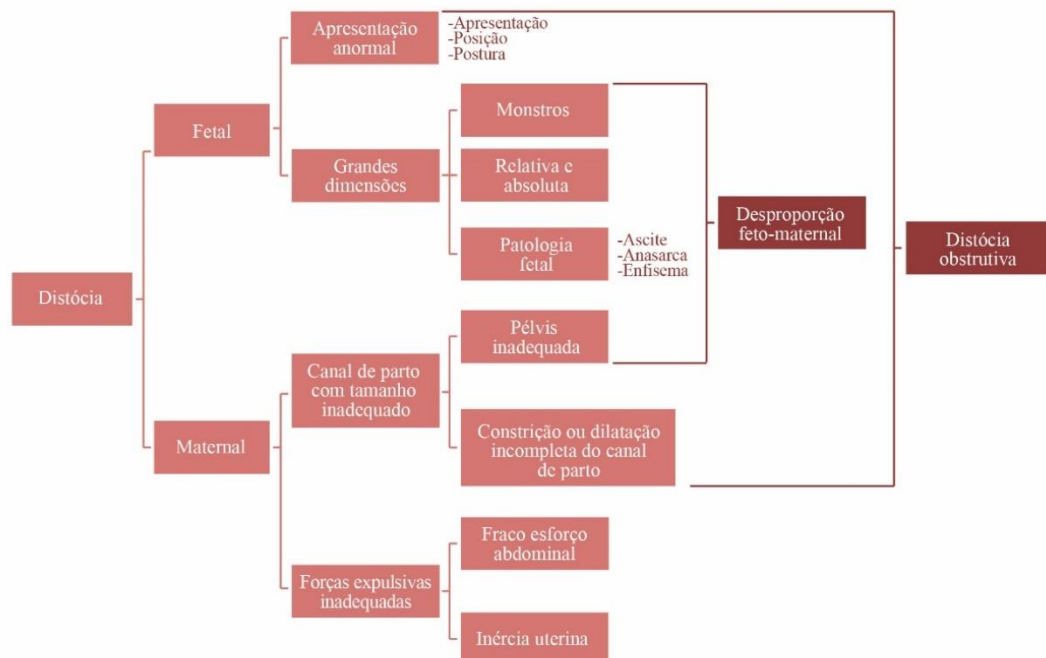 Apresentação
anormal
-Apresentação
-Posição
-Postura
Fetal
Grandes
dimensões
Monstros
Relativa e
absoluta
Patologia
fetal
-Ascite
-Anasarca
-Enfisema
Desproporção
feto-maternal
Distócia
obstrutiva
Distócia
Maternal
Canal de parto
com tamanho
inadequado
Pélvis
inadequada
Constrição ou dilatação
incompleta do canal
de parto
Forças expulsivas
inadequadas
Fraco esforço
abdominal
Inércia uterina